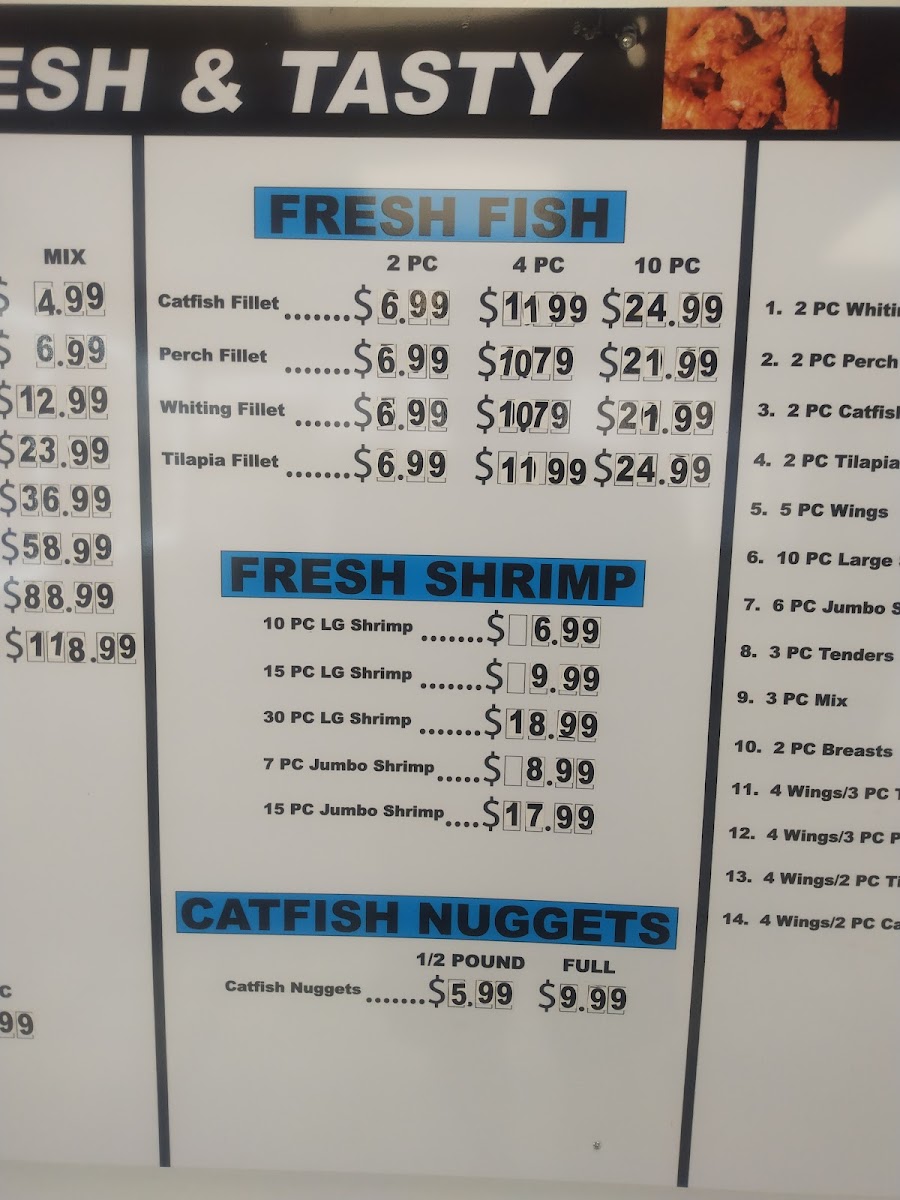 ESH & TASTY
MIX
$ 4.99
$ 6.99
$12.99
$23.99
$36.99
$58.99
$88.99
$118.99
C
99
FRESH FISH
2 PC 4 PC 10 PC
Catfish Fillet .......$6.99 $1199 $24.99
Perch Fillet .......$6.99 $1079 $21.99
Whiting Fillet ......$6.99 $1079 $21.99
Tilapia Fillet .......$6.99 $1199 $24.99
FRESH SHRIMP
10 PC LG Shrimp .......$ 6.99
15 PC LG Shrimp .......$ 9.99
30 PC LG Shrimp .......$18.99
7 PC Jumbo Shrimp .....$ 8.99
15 PC Jumbo Shrimp ....$17.99
CATFISH NUGGETS
1/2 POUND FULL
Catfish Nuggets .......$5.99 $9.99
1. 2 PC Whitin
2. 2 PC Perch
3. 2 PC Catfis
4. 2 PC Tilapia
5. 5 PC Wings
6. 10 PC Large
7. 6 PC Jumbo S
8. 3 PC Tenders
9. 3 PC Mix
10. 2 PC Breasts
11. 4 Wings/3 PC T
12. 4 Wings/3 PC P
13. 4 Wings/2 PC Ti
14. 4 Wings/2 PC Ca